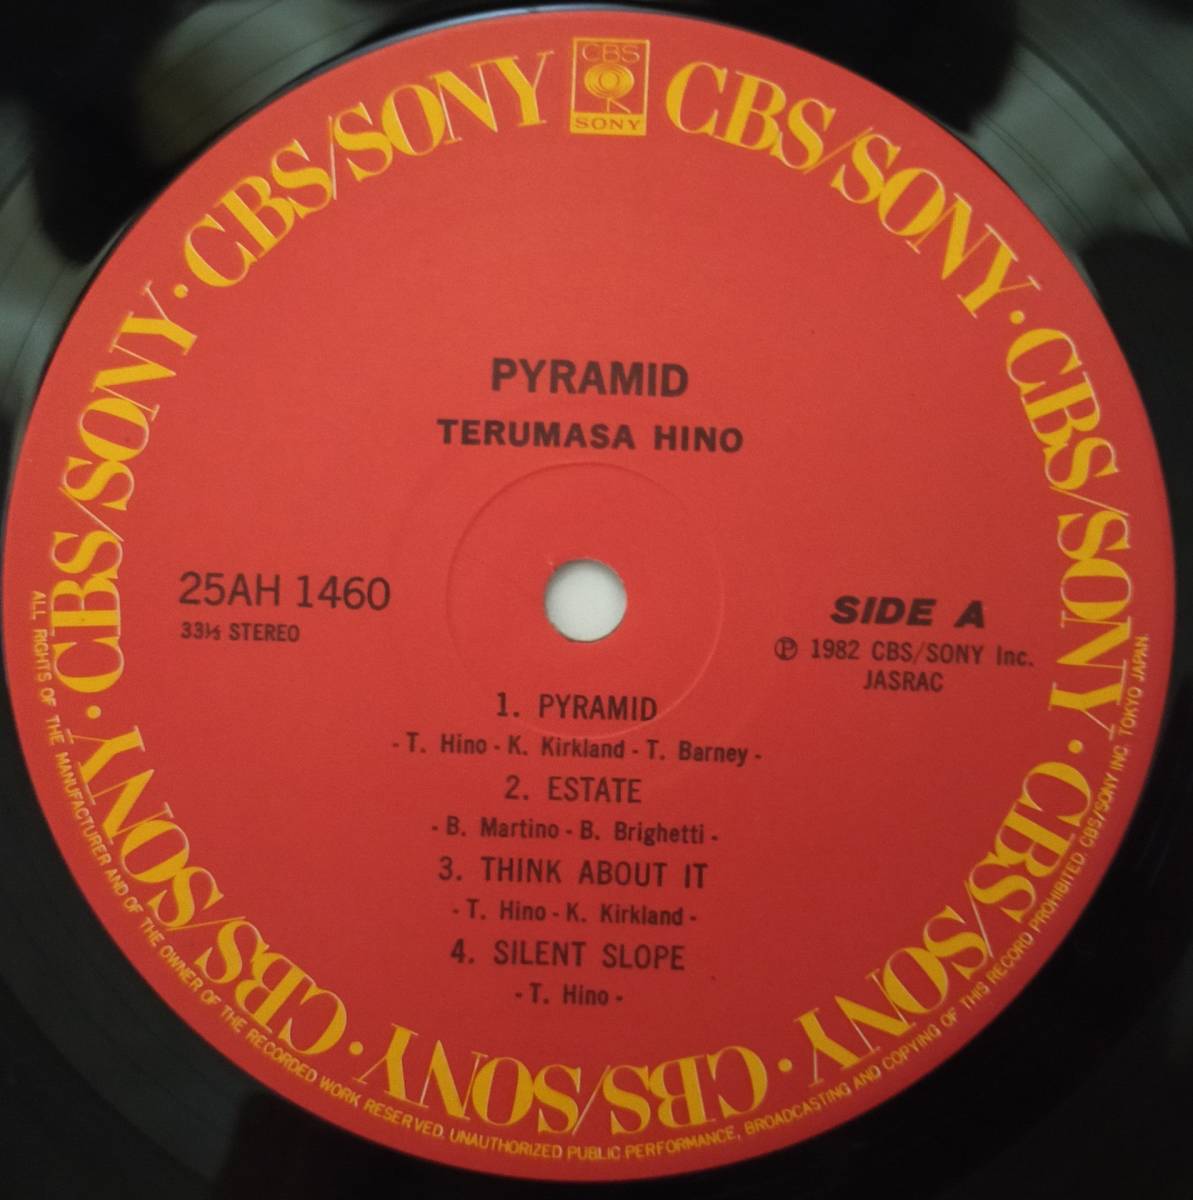 CBS
SONY
CBS/SONY · CBS/SONY · CBS/SONY · CBS/SONY · CBS/SONY · CBS/SONY · CBS/SONY · CBS/SONY
PYRAMID
TERUMASA HINO
25AH 1460
33⅓ STEREO
SIDE A
Ⓟ 1982 CBS/SONY Inc.
JASRAC
1. PYRAMID
- T. Hino - K. Kirkland - T. Barney -
2. ESTATE
- B. Martino - B. Brighetti -
3. THINK ABOUT IT
- T. Hino - K. Kirkland -
4. SILENT SLOPE
- T. Hino -
ALL RIGHTS OF THE MANUFACTURER AND OF THE OWNER OF THE RECORDED WORK RESERVED. UNAUTHORIZED PUBLIC PERFORMANCE, BROADCASTING AND COPYING OF THIS RECORD PROHIBITED. CBS/SONY INC. TOKYO JAPAN.